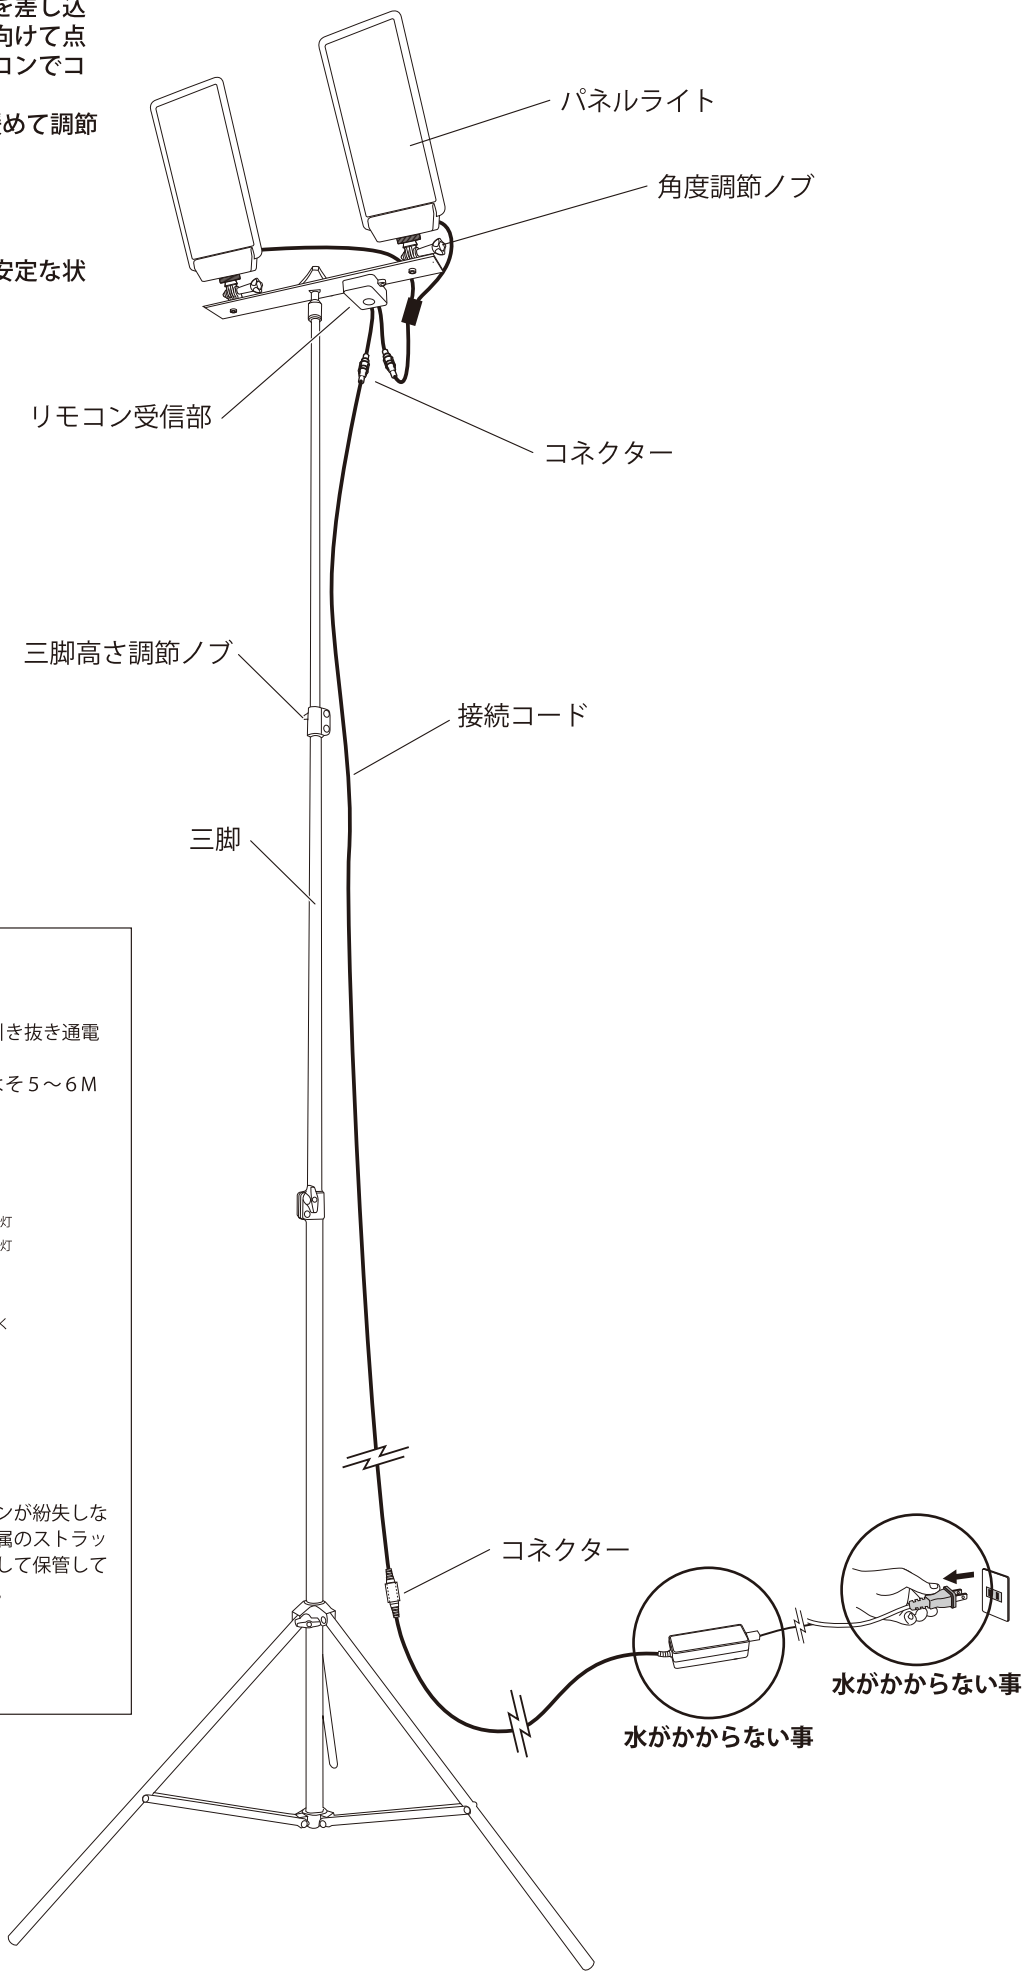 を差し込
向けて点
コンでコ
めて調節
安定な状
パネルライト
角度調節ノブ
リモコン受信部
コネクター
三脚高さ調節ノブ
接続コード
三脚
き抜き通電
そ５～６M
灯
灯
く
ンが紛失しな
属のストラッ
して保管して
コネクター
水がかからない事
水がかからない事